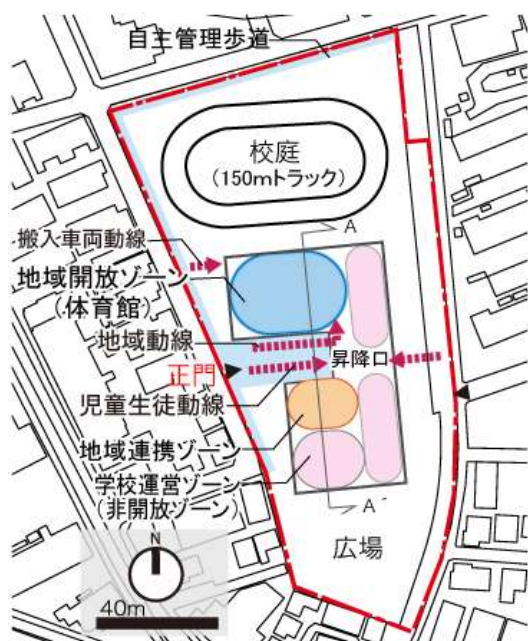 自主管理歩道
校庭
(150mトラック)
A
搬入車両動線
地域開放ゾーン
(体育館)
地域動線
正門
昇降口
児童生徒動線
地域連携ゾーン
学校運営ゾーン
(非開放ゾーン)
A´
広場
N
40m